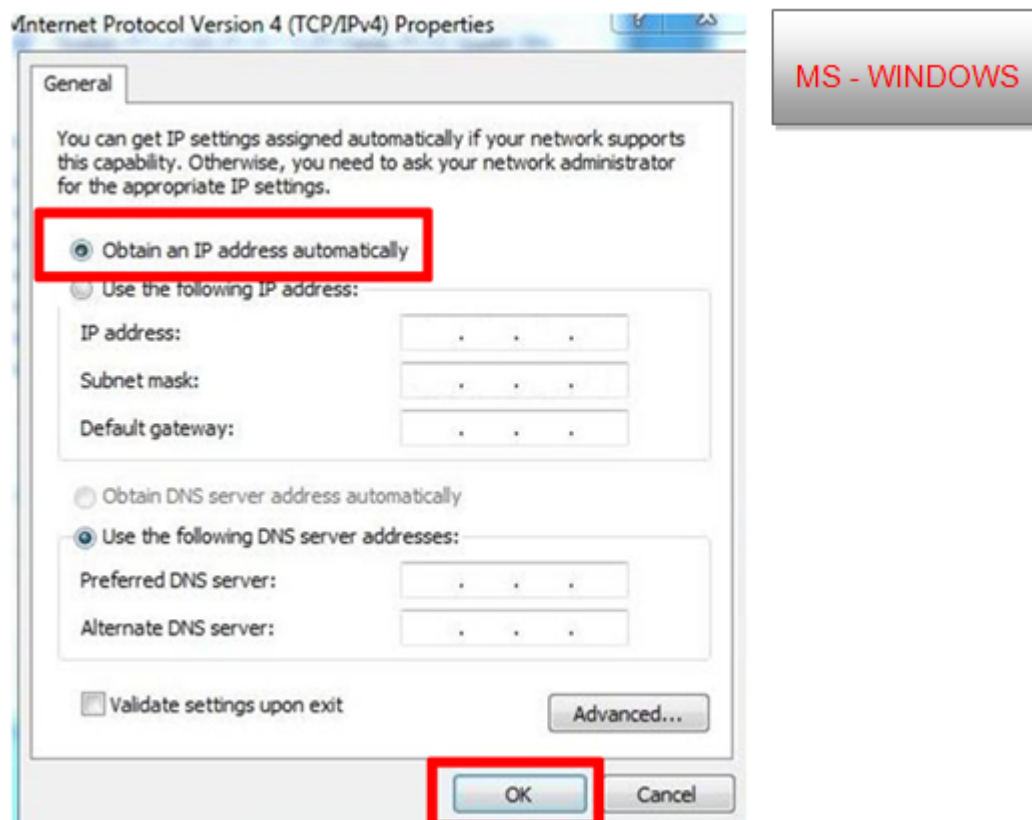 Internet Protocol Version 4 (TCP/IPv4) Properties
MS - WINDOWS
General
You can get IP settings assigned automatically if your network supports
this capability. Otherwise, you need to ask your network administrator
for the appropriate IP settings.
Obtain an IP address automatically
Use the following IP address:
IP address:
Subnet mask:
Default gateway:
Obtain DNS server address automatically
Use the following DNS server addresses:
Preferred DNS server:
Alternate DNS server:
Validate settings upon exit
Advanced...
OK
Cancel